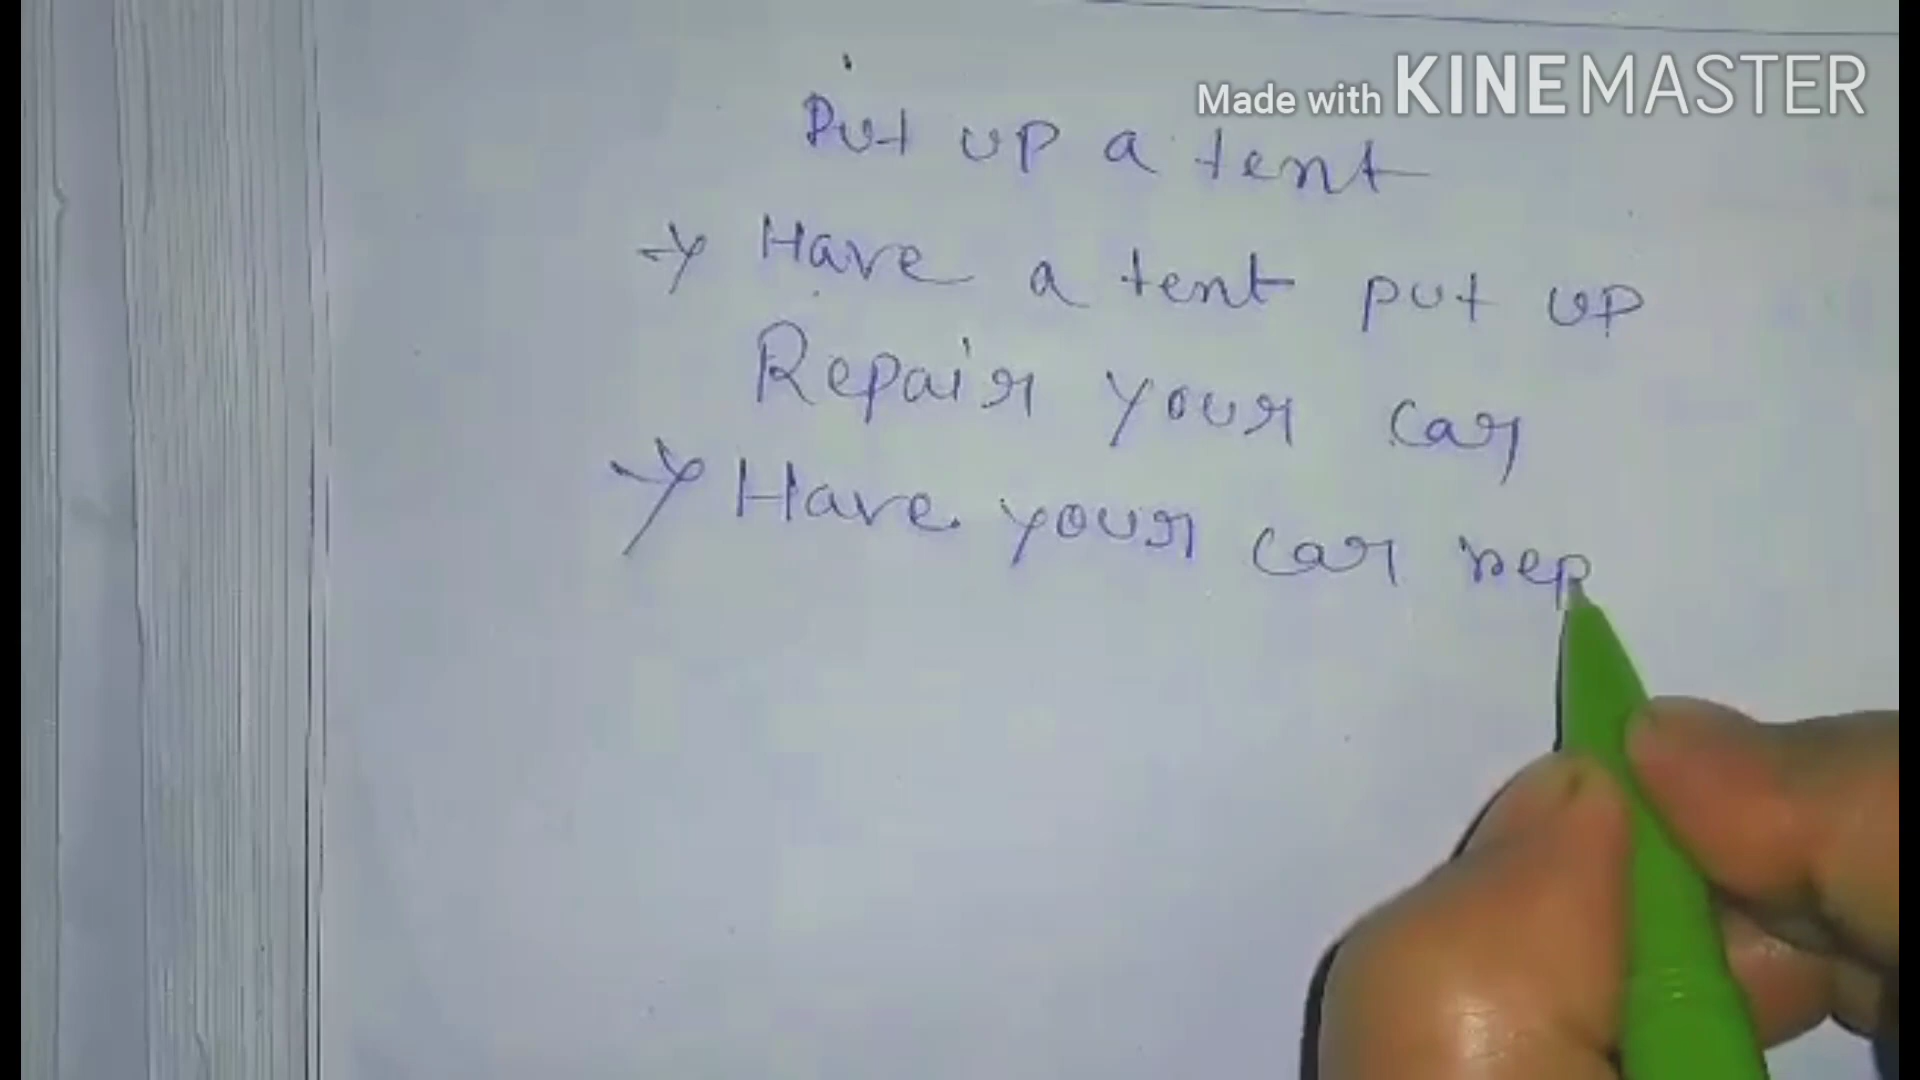 Made with KINEMASTER
Put up a tent
→ Have a tent put up
Repair your car
→ Have your car rep